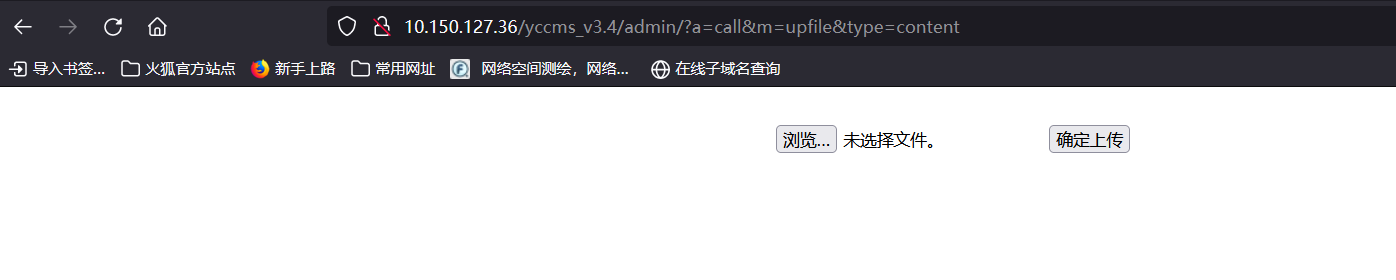 10.150.127.36/yccms_v3.4/admin/?a=call&m=upfile&type=content
导入书签... 火狐官方站点 新手上路 常用网址 网络空间测绘，网络... 在线子域名查询
浏览... 未选择文件。 确定上传